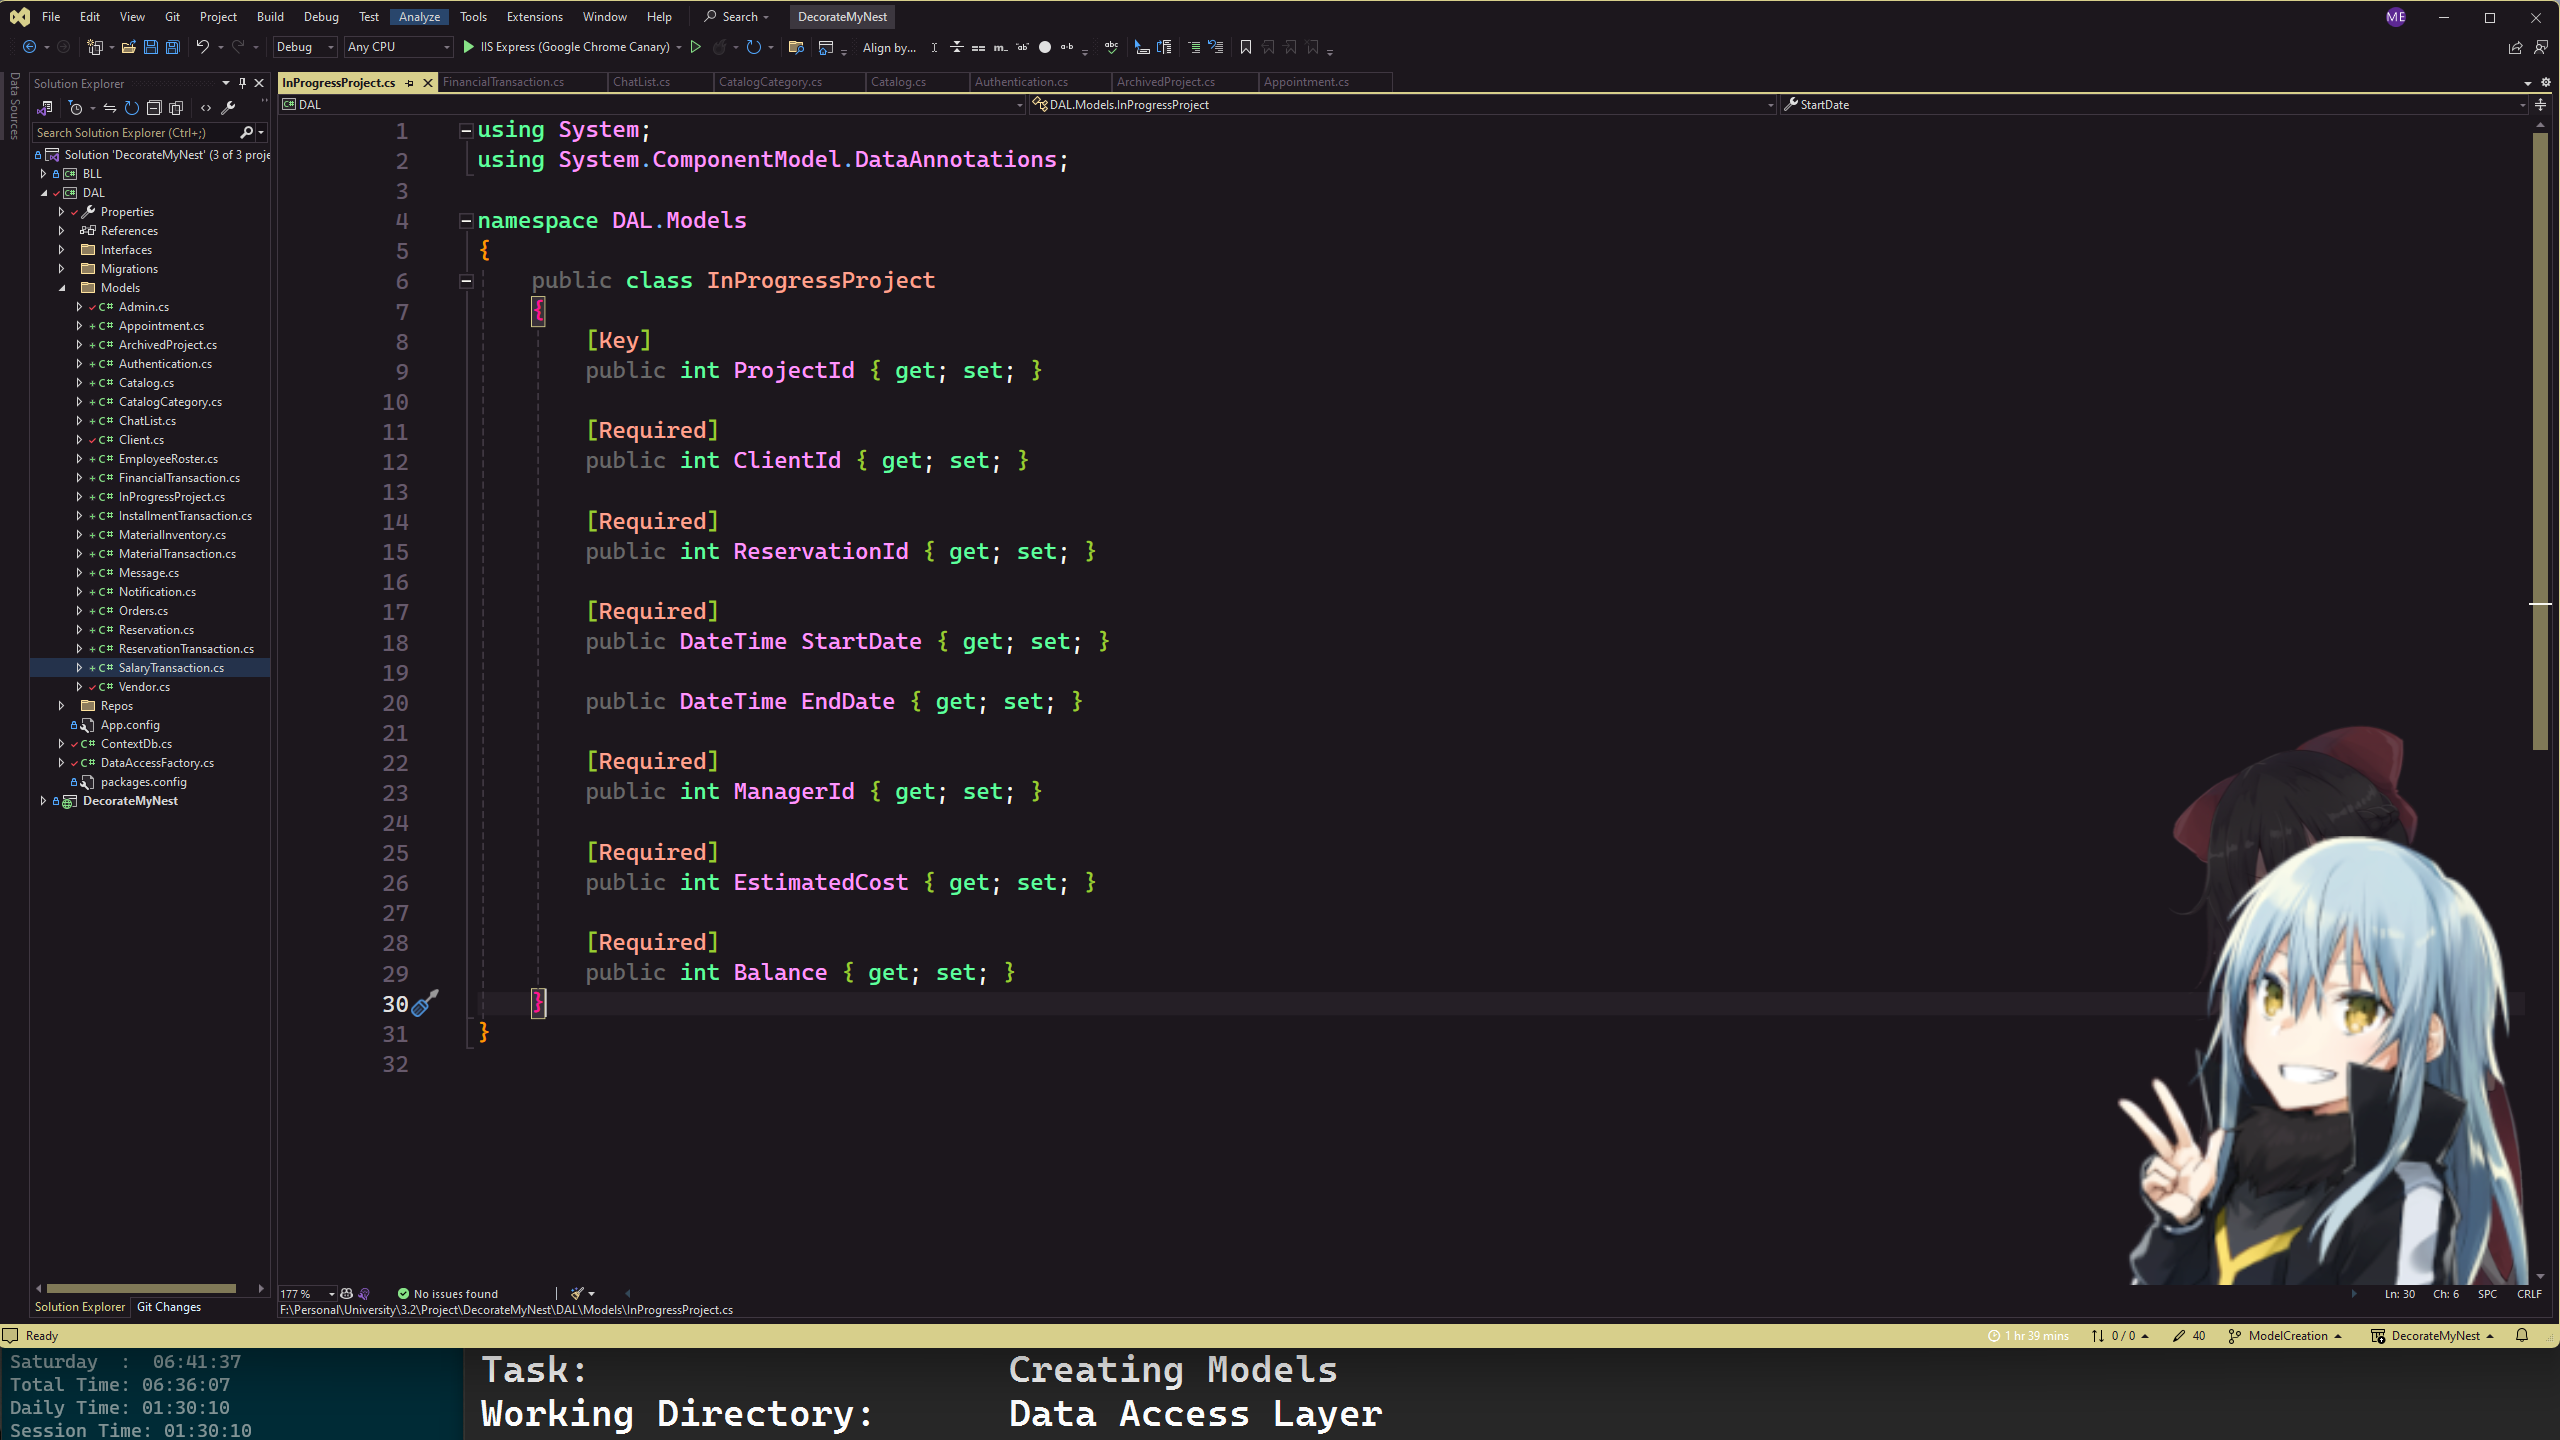 File Edit View Git Project Build Debug Test Analyze Tools Extensions Window Help Search DecorateMyNest ME
Debug Any CPU IIS Express (Google Chrome Canary) Align by...
Data Sources
Solution Explorer
Search Solution Explorer (Ctrl+;)
Solution 'DecorateMyNest' (3 of 3 proje
BLL
DAL
Properties
References
Interfaces
Migrations
Models
C# Admin.cs
C# Appointment.cs
C# ArchivedProject.cs
C# Authentication.cs
C# Catalog.cs
C# CatalogCategory.cs
C# ChatList.cs
C# Client.cs
C# EmployeeRoster.cs
C# FinancialTransaction.cs
C# InProgressProject.cs
C# InstallmentTransaction.cs
C# MaterialInventory.cs
C# MaterialTransaction.cs
C# Message.cs
C# Notification.cs
C# Orders.cs
C# Reservation.cs
C# ReservationTransaction.cs
C# SalaryTransaction.cs
C# Vendor.cs
Repos
App.config
C# ContextDb.cs
C# DataAccessFactory.cs
packages.config
DecorateMyNest
Solution Explorer Git Changes
InProgressProject.cs FinancialTransaction.cs ChatList.cs CatalogCategory.cs Catalog.cs Authentication.cs ArchivedProject.cs Appointment.cs
DAL DAL.Models.InProgressProject StartDate
1 using System;
2 using System.ComponentModel.DataAnnotations;
3
4 namespace DAL.Models
5 {
6 public class InProgressProject
7 {
8 [Key]
9 public int ProjectId { get; set; }
10
11 [Required]
12 public int ClientId { get; set; }
13
14 [Required]
15 public int ReservationId { get; set; }
16
17 [Required]
18 public DateTime StartDate { get; set; }
19
20 public DateTime EndDate { get; set; }
21
22 [Required]
23 public int ManagerId { get; set; }
24
25 [Required]
26 public int EstimatedCost { get; set; }
27
28 [Required]
29 public int Balance { get; set; }
30 }
31 }
32
177 % No issues found Ln: 30 Ch: 6 SPC CRLF
F:\Personal\University\3.2\Project\DecorateMyNest\DAL\Models\InProgressProject.cs
Ready 1 hr 39 mins 0 / 0 40 ModelCreation DecorateMyNest
Saturday : 06:41:37
Total Time: 06:36:07
Daily Time: 01:30:10
Session Time: 01:30:10
Task: Creating Models
Working Directory: Data Access Layer